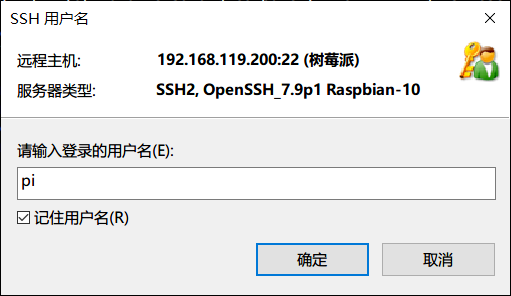 SSH 用户名
远程主机: 192.168.119.200:22 (树莓派)
服务器类型: SSH2, OpenSSH_7.9p1 Raspbian-10
请输入登录的用户名(E):
pi
记住用户名(R)
确定 取消